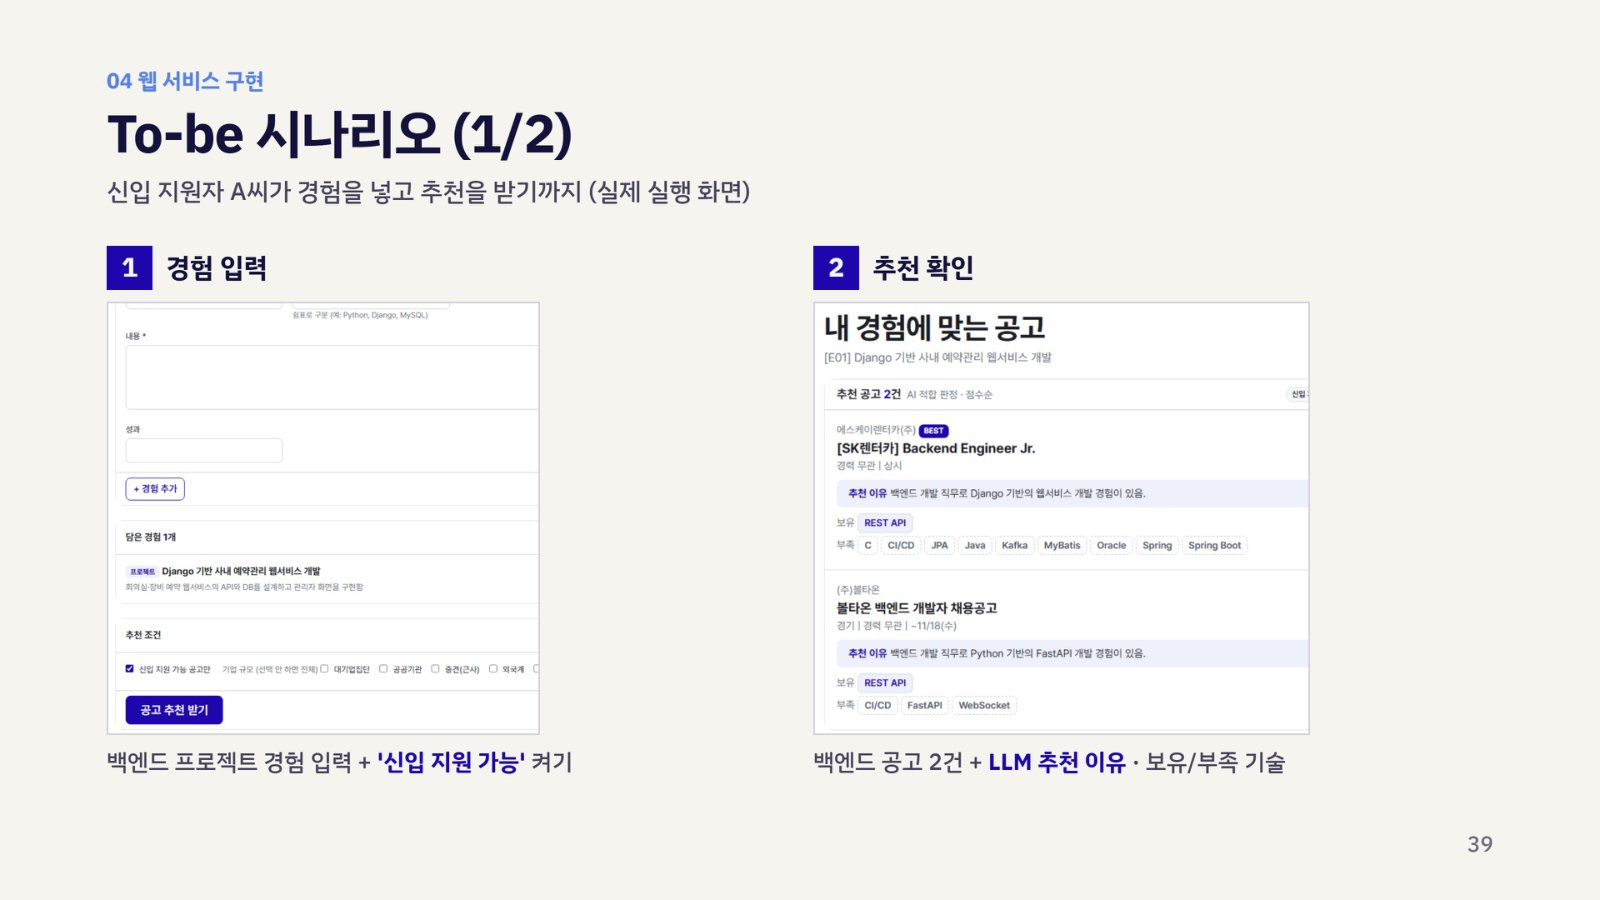 04 웹 서비스 구현
To-be 시나리오 (1/2)
신입 지원자 A씨가 경험을 넣고 추천을 받기까지 (실제 실행 화면)
1 경험 입력
쉼표로 구분 (예: Python, Django, MySQL)
내용 *
성과
+ 경험 추가
담은 경험 1개
프로젝트 Django 기반 사내 예약관리 웹서비스 개발
회의실·장비 예약 웹서비스의 API와 DB를 설계하고 관리자 화면을 구현함
추천 조건
신입 지원 가능 공고만 기업 규모 (선택 안 하면 전체) 대기업집단 공공기관 중견(근사) 외국계
공고 추천 받기
백엔드 프로젝트 경험 입력 + '신입 지원 가능' 켜기
2 추천 확인
내 경험에 맞는 공고
[E01] Django 기반 사내 예약관리 웹서비스 개발
추천 공고 2건 AI 적합 판정 · 점수순 신입
에스케이렌터카(주) BEST
[SK렌터카] Backend Engineer Jr.
경력 무관 | 상시
추천 이유 백엔드 개발 직무로 Django 기반의 웹서비스 개발 경험이 있음.
보유 REST API
부족 C CI/CD JPA Java Kafka MyBatis Oracle Spring Spring Boot
(주)볼타온
볼타온 백엔드 개발자 채용공고
경기 | 경력 무관 | ~11/18(수)
추천 이유 백엔드 개발 직무로 Python 기반의 FastAPI 개발 경험이 있음.
보유 REST API
부족 CI/CD FastAPI WebSocket
백엔드 공고 2건 + LLM 추천 이유 · 보유/부족 기술
39